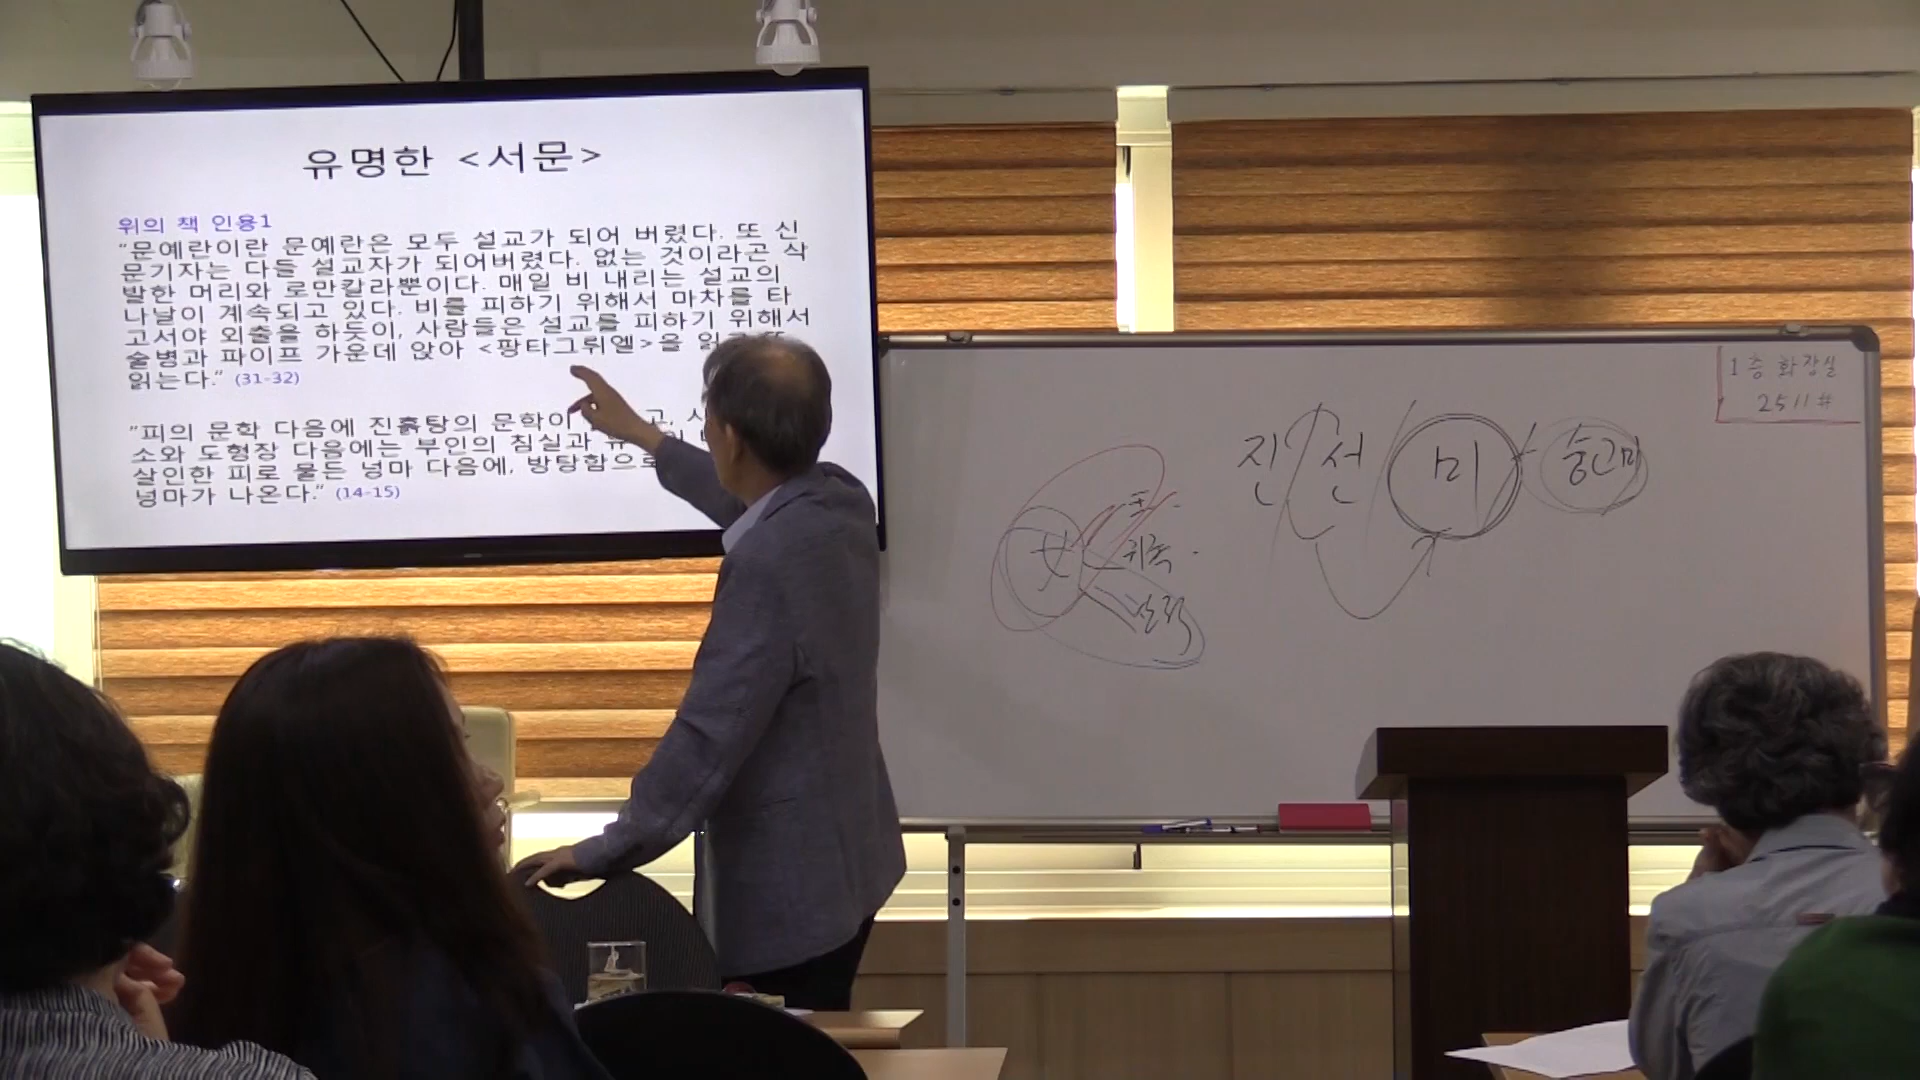 유명한 <서문>
위의 책 인용1
“문예란이란 문예란은 모두 설교가 되어 버렸다. 또 신
문기자는 다들 설교자가 되어버렸다. 없는 것이라곤 삭
발한 머리와 로만칼라뿐이다. 매일 비 내리는 설교의
나날이 계속되고 있다. 비를 피하기 위해서 마차를 타
고서야 외출을 하듯이, 사람들은 설교를 피하기 위해서
술병과 파이프 가운데 앉아 <팡타그뤼엘>을
읽는다.” (31-32)
“피의 문학 다음에 진흙탕의 문학이 고,
소와 도형장 다음에는 부인의 침실과
살인한 피로 물든 넝마 다음에, 방탕함으로
넝마가 나온다.” (14-15)
1층 화장실
2511#
진 선 미 숭고미